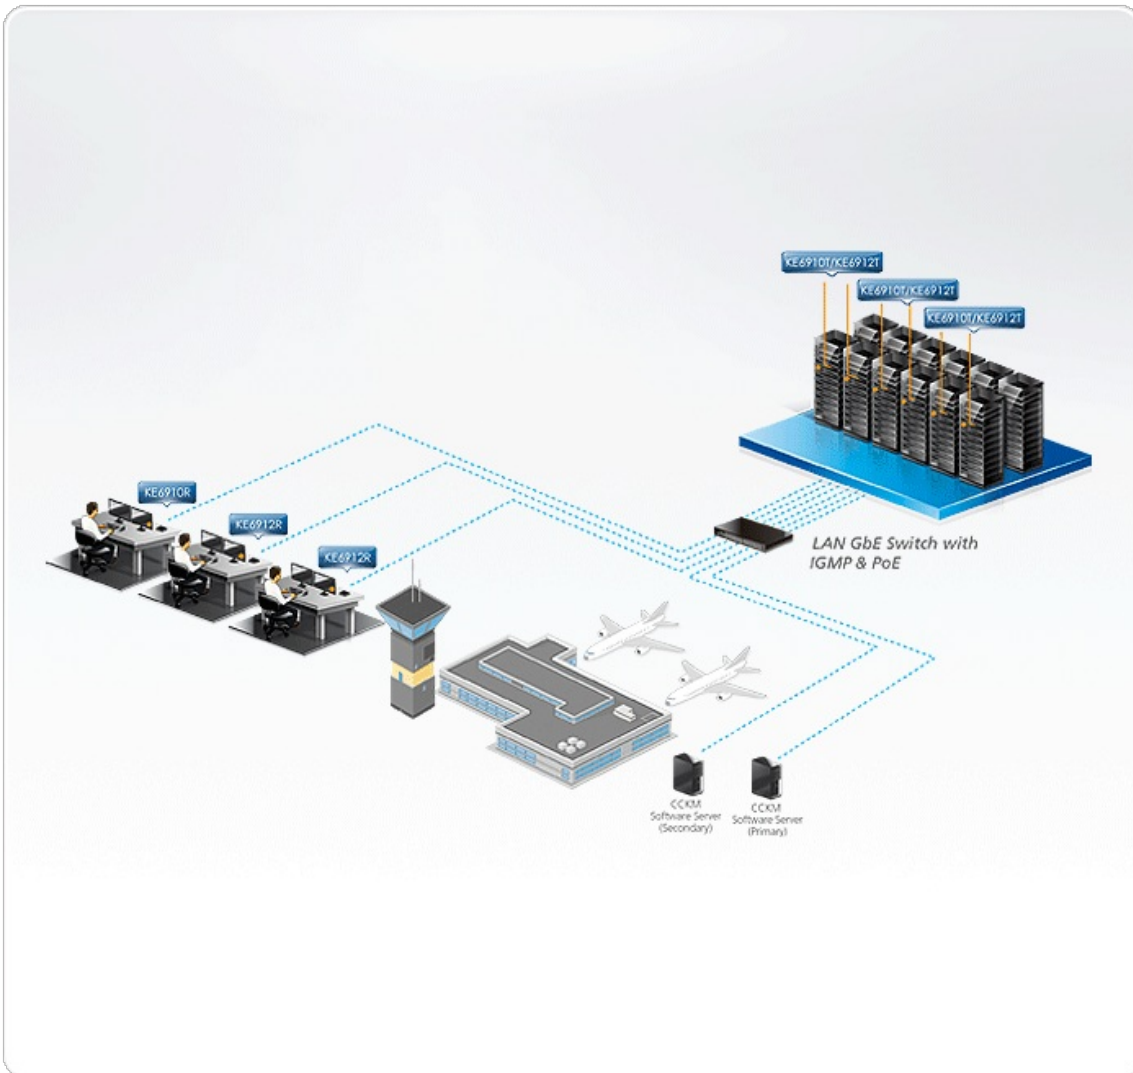 KE6910T/KE6912T
KE6910T/KE6912T
KE6910T/KE6912T
KE6910R
KE6912R
KE6912R
LAN GbE Switch with
IGMP & PoE
CCKM
Software Server
(Secondary)
CCKM
Software Server
(Primary)